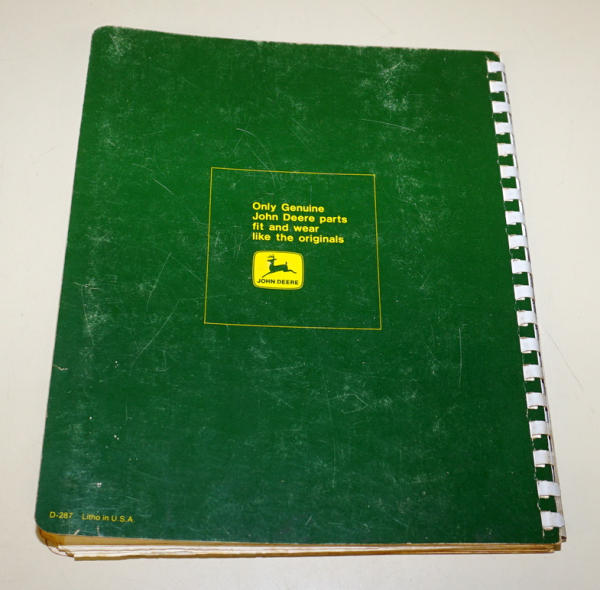 Only Genuine
John Deere parts
fit and wear
like the originals
JOHN DEERE
D-287 Litho in U.S.A.